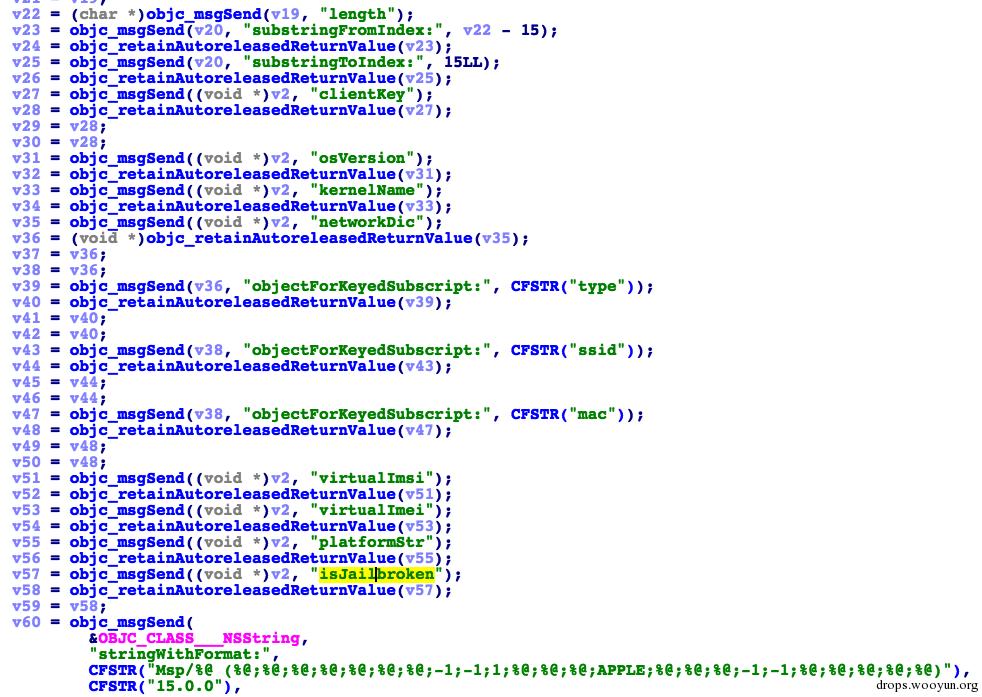 v22 = (char *)objc_msgSend(v19, "length");
v23 = objc_msgSend(v20, "substringFromIndex:", v22 - 15);
v24 = objc_retainAutoreleasedReturnValue(v23);
v25 = objc_msgSend(v20, "substringToIndex:", 15LL);
v26 = objc_retainAutoreleasedReturnValue(v25);
v27 = objc_msgSend((void *)v2, "clientKey");
v28 = objc_retainAutoreleasedReturnValue(v27);
v29 = v28;
v30 = v28;
v31 = objc_msgSend((void *)v2, "osVersion");
v32 = objc_retainAutoreleasedReturnValue(v31);
v33 = objc_msgSend((void *)v2, "kernelName");
v34 = objc_retainAutoreleasedReturnValue(v33);
v35 = objc_msgSend((void *)v2, "networkDic");
v36 = (void *)objc_retainAutoreleasedReturnValue(v35);
v37 = v36;
v38 = v36;
v39 = objc_msgSend(v36, "objectForKeyedSubscript:", CFSTR("type"));
v40 = objc_retainAutoreleasedReturnValue(v39);
v41 = v40;
v42 = v40;
v43 = objc_msgSend(v38, "objectForKeyedSubscript:", CFSTR("ssid"));
v44 = objc_retainAutoreleasedReturnValue(v43);
v45 = v44;
v46 = v44;
v47 = objc_msgSend(v38, "objectForKeyedSubscript:", CFSTR("mac"));
v48 = objc_retainAutoreleasedReturnValue(v47);
v49 = v48;
v50 = v48;
v51 = objc_msgSend((void *)v2, "virtualImsi");
v52 = objc_retainAutoreleasedReturnValue(v51);
v53 = objc_msgSend((void *)v2, "virtualImei");
v54 = objc_retainAutoreleasedReturnValue(v53);
v55 = objc_msgSend((void *)v2, "platformStr");
v56 = objc_retainAutoreleasedReturnValue(v55);
v57 = objc_msgSend((void *)v2, "isJailbroken");
v58 = objc_retainAutoreleasedReturnValue(v57);
v59 = v58;
v60 = objc_msgSend(
&OBJC_CLASS___NSString,
"stringWithFormat:",
CFSTR("Msp/%@ (%@;%@;%@;%@;%@;%@;%@;-1;-1;1;%@;%@;%@;APPLE;%@;%@;-1;-1;%@;%@;%@;%@;%@)"),
CFSTR("15.0.0"),
drops.wooyun.org